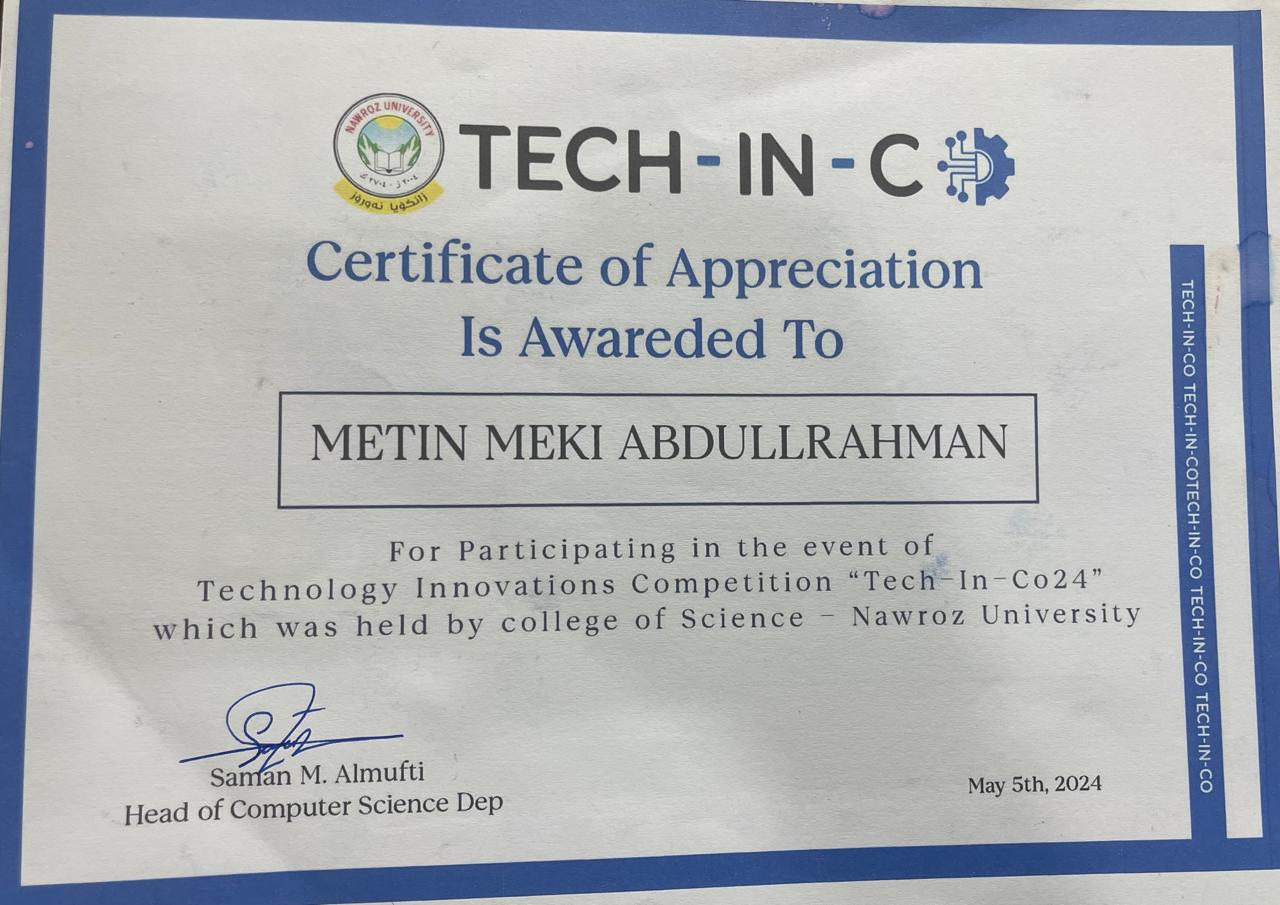 NAWROZ UNIVERSITY
زانكۆیا نەورۆز
TECH-IN-CO
Certificate of Appreciation
Is Awareded To
METIN MEKI ABDULLRAHMAN
For Participating in the event of
Technology Innovations Competition “Tech-In-Co24”
which was held by college of Science – Nawroz University
Saman M. Almufti
Head of Computer Science Dep
May 5th, 2024
TECH-IN-CO TECH-IN-COTECH-IN-CO TECH-IN-CO TECH-IN-CO